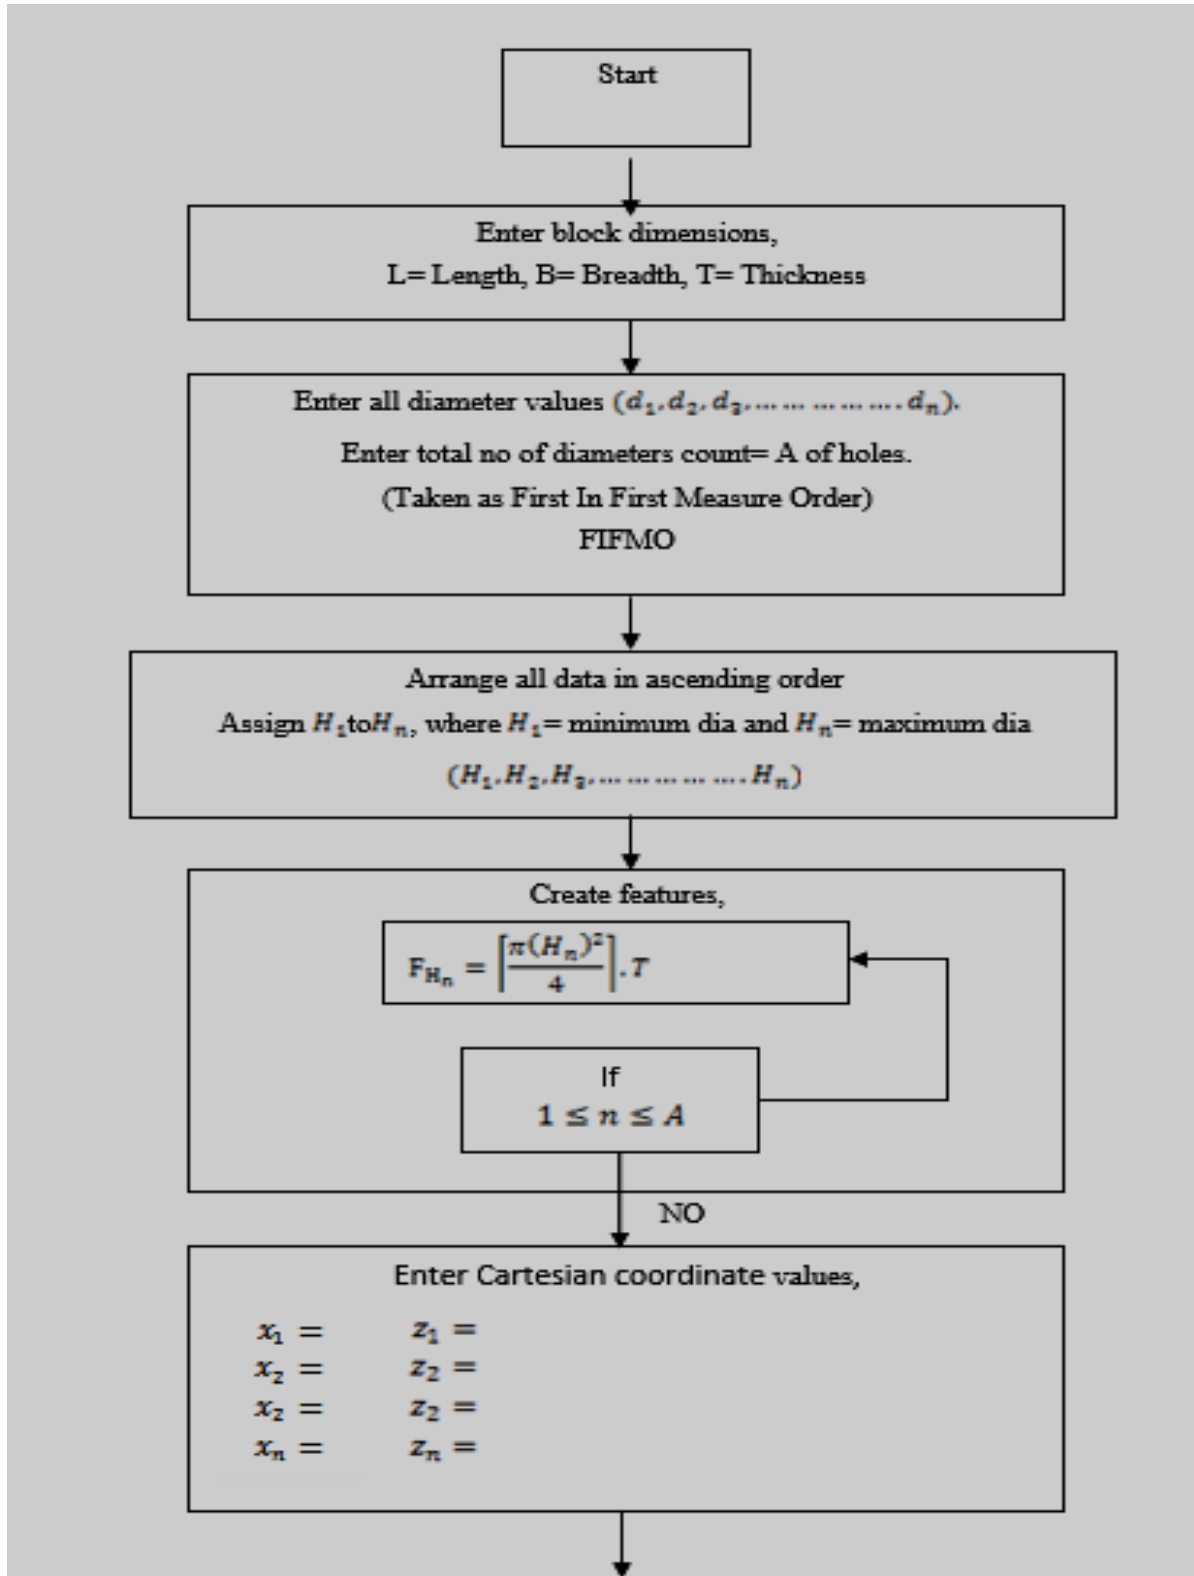 Start
Enter block dimensions,
L= Length, B= Breadth, T= Thickness
Enter all diameter values (d₁, d₂, d₃, … … … … …. dₙ).
Enter total no of diameters count= A of holes.
(Taken as First In First Measure Order)
FIFMO
Arrange all data in ascending order
Assign H₁toHₙ, where H₁= minimum dia and Hₙ= maximum dia
(H₁, H₂, H₃, … … … … …. Hₙ)
Create features,
F_Hₙ = ⌈π(Hₙ)²/4⌉. T
If
1 ≤ n ≤ A
NO
Enter Cartesian coordinate values,
x₁ = z₁ =
x₂ = z₂ =
x₂ = z₂ =
xₙ = zₙ =